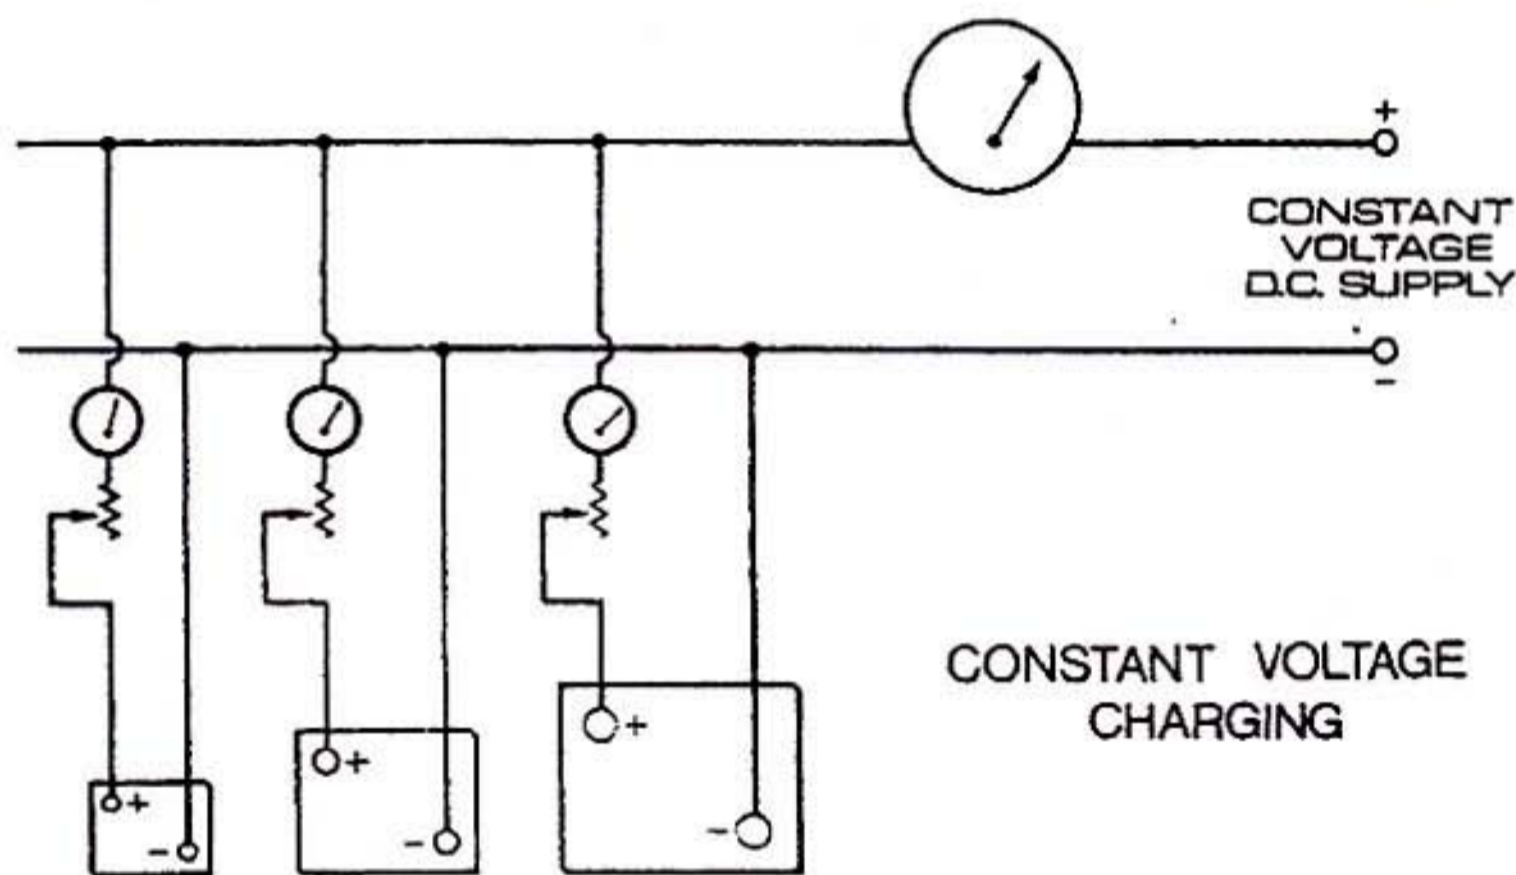 +
CONSTANT
VOLTAGE
D.C. SUPPLY
-
CONSTANT VOLTAGE
CHARGING
+
-
+
-
+
-